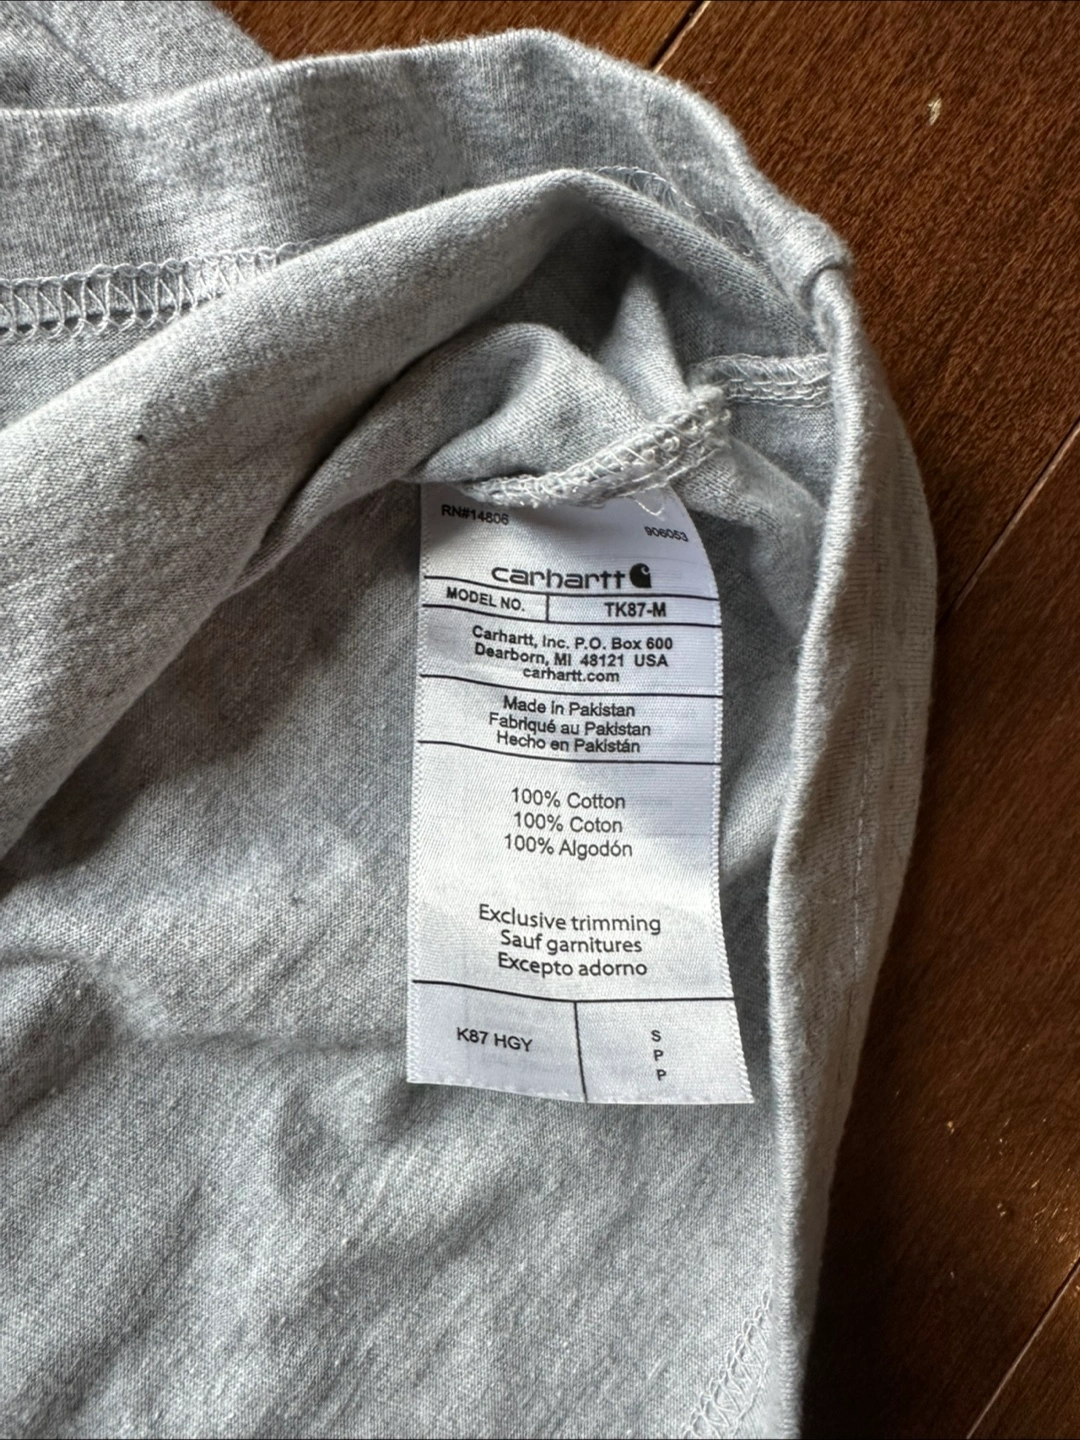 RN#14806
906053
carhartt
MODEL NO. TK87-M
Carhartt, Inc. P.O. Box 600
Dearborn, MI 48121 USA
carhartt.com
Made in Pakistan
Fabriqué au Pakistan
Hecho en Pakistán
100% Cotton
100% Coton
100% Algodón
Exclusive trimming
Sauf garnitures
Excepto adorno
K87 HGY
S
P
P